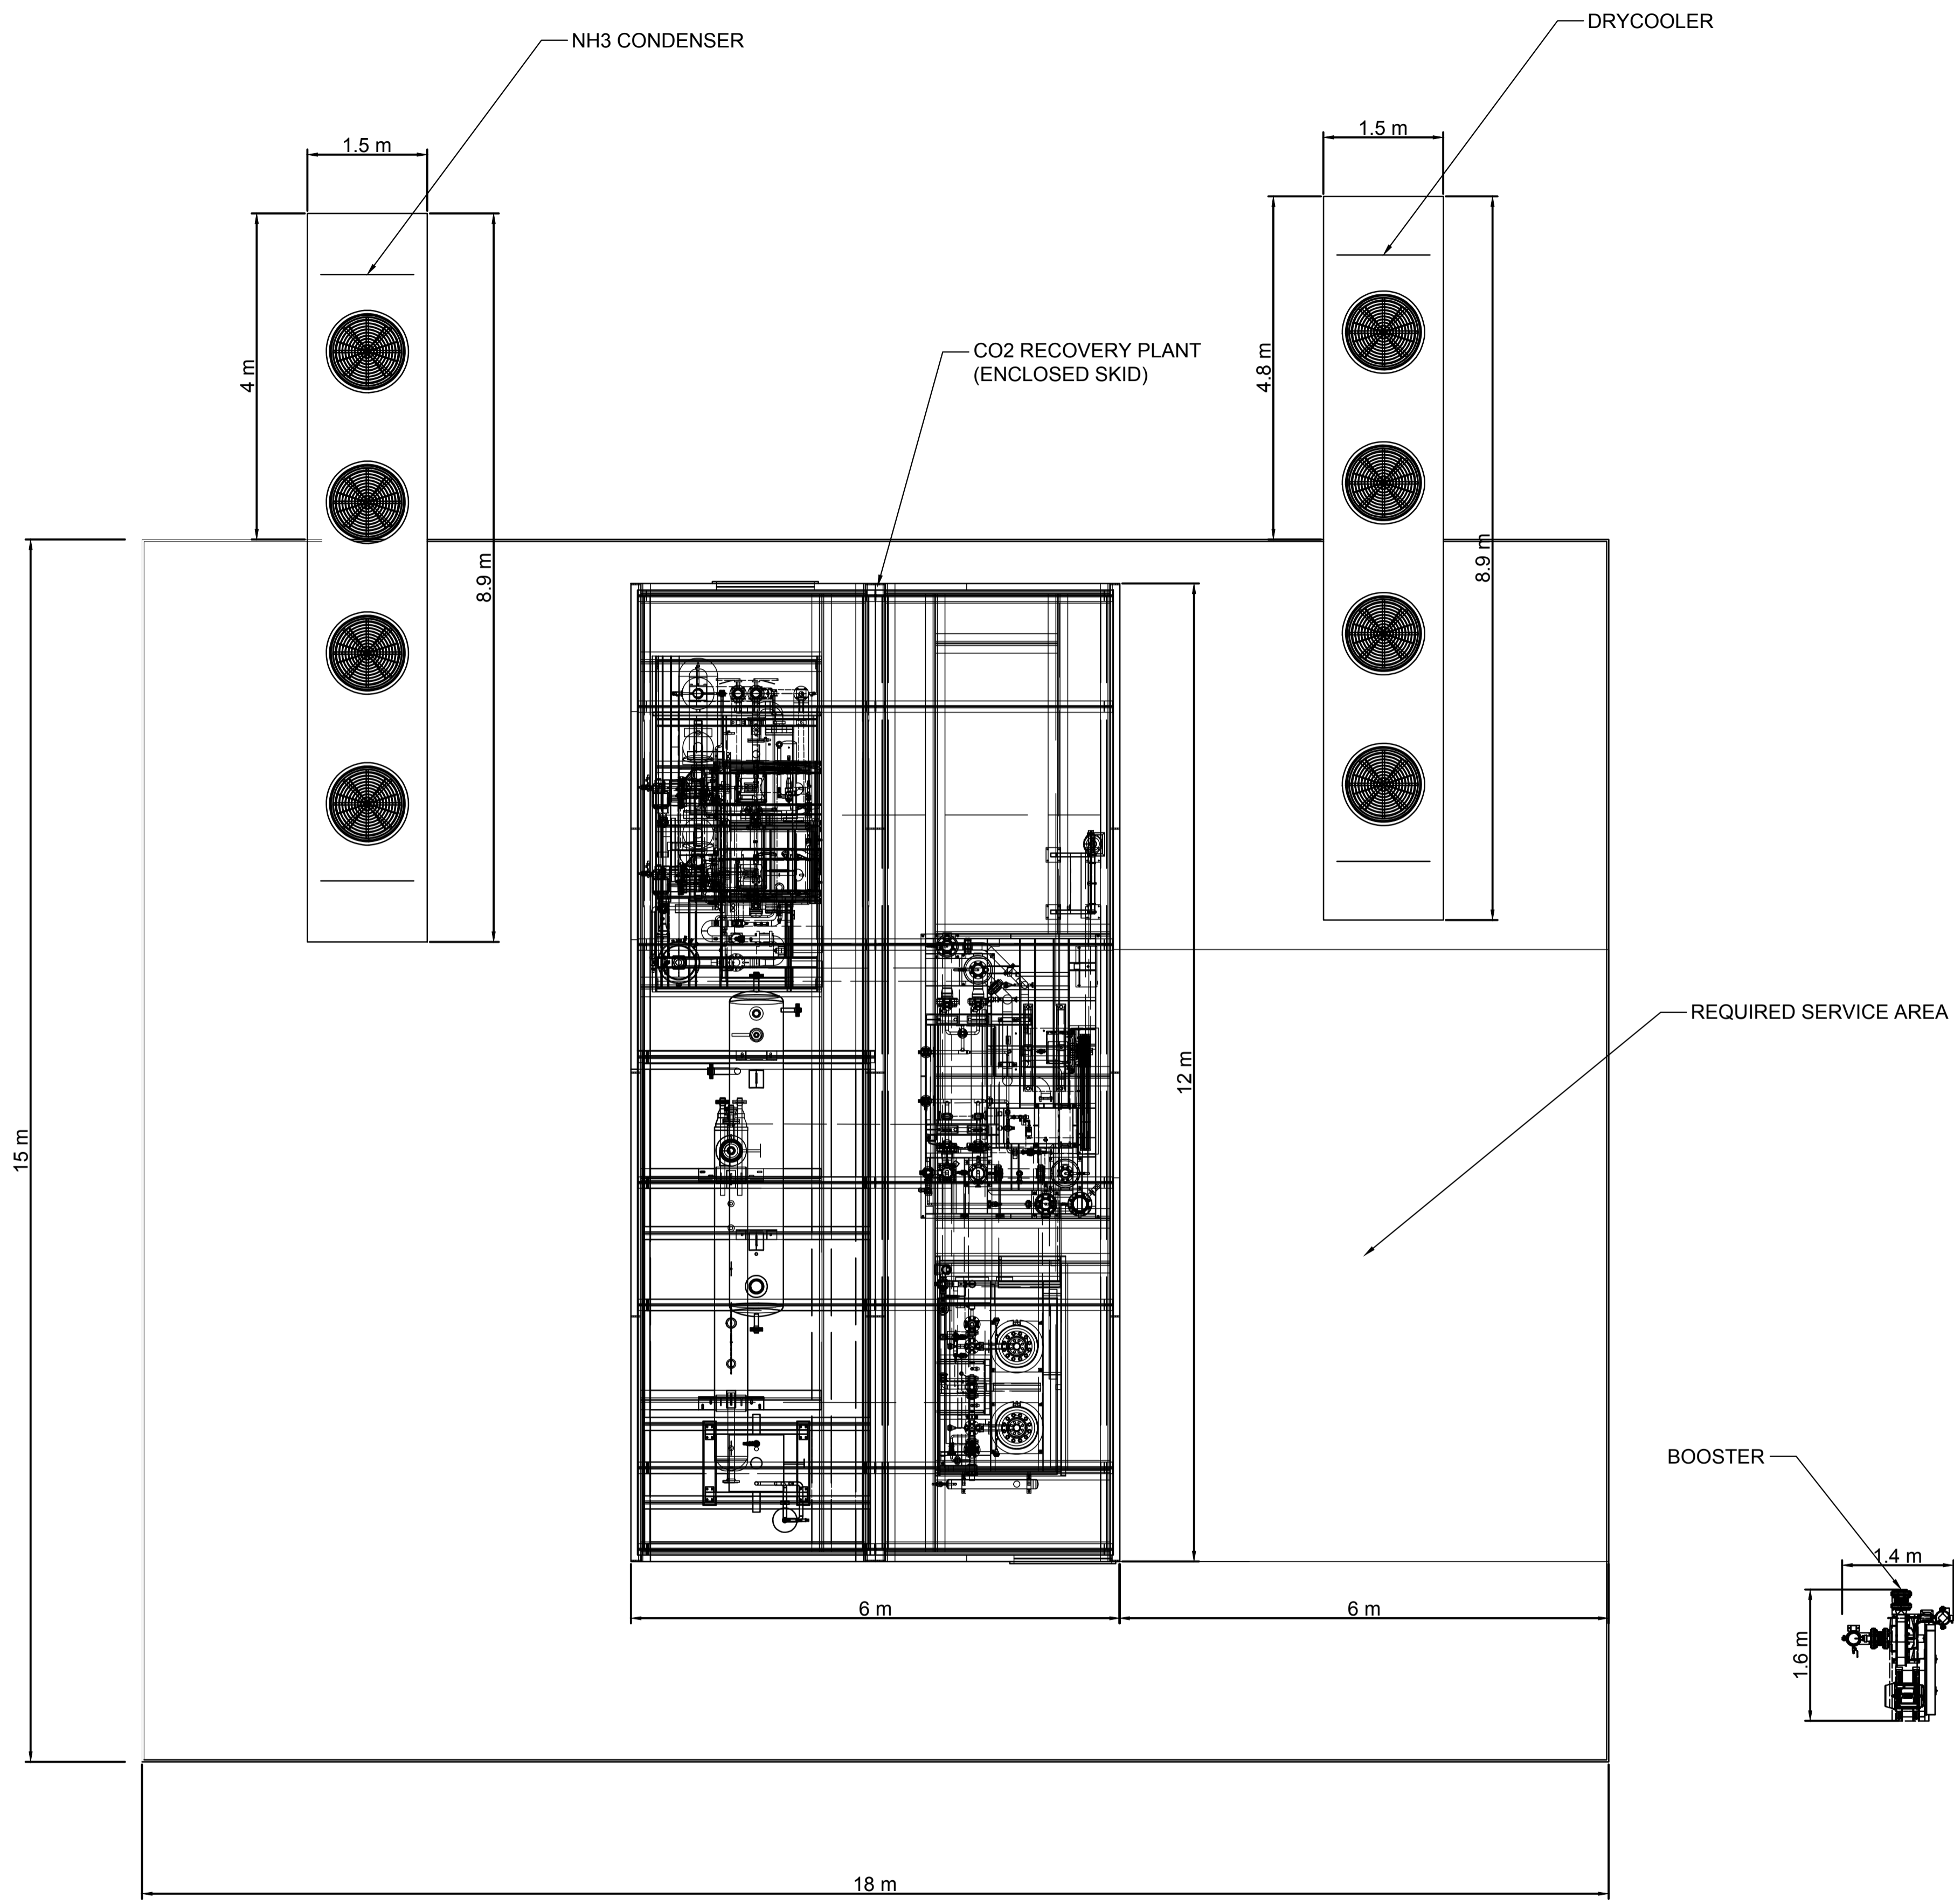 DRYCOOLER
NH3 CONDENSER
1.5 m
1.5 m
CO2 RECOVERY PLANT
(ENCLOSED SKID)
4 m
4.8 m
8.9 m
8.9 m
REQUIRED SERVICE AREA
12 m
15 m
BOOSTER
1.4 m
6 m
6 m
1.6 m
18 m